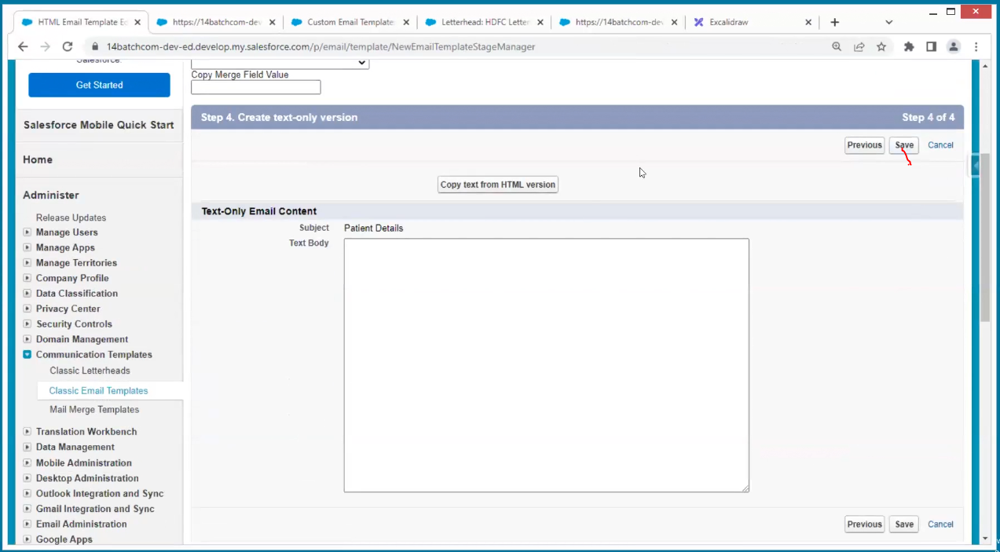 HTML Email Template Ec
https://14batchcom-dev-
Custom Email Template
Letterhead: HDFC Letter
https://14batchcom-dev-
Excalidraw
14batchcom-dev-ed.develop.my.salesforce.com/p/email/template/NewEmailTemplateStageManager
Salesforce.
Get Started
Salesforce Mobile Quick Start
Home
Administer
Release Updates
Manage Users
Manage Apps
Manage Territories
Company Profile
Data Classification
Privacy Center
Security Controls
Domain Management
Communication Templates
Classic Letterheads
Classic Email Templates
Mail Merge Templates
Translation Workbench
Data Management
Mobile Administration
Desktop Administration
Outlook Integration and Sync
Gmail Integration and Sync
Email Administration
Google Apps
Copy Merge Field Value
Step 4. Create text-only version Step 4 of 4
Previous Save Cancel
Copy text from HTML version
Text-Only Email Content
Subject Patient Details
Text Body
Previous Save Cancel